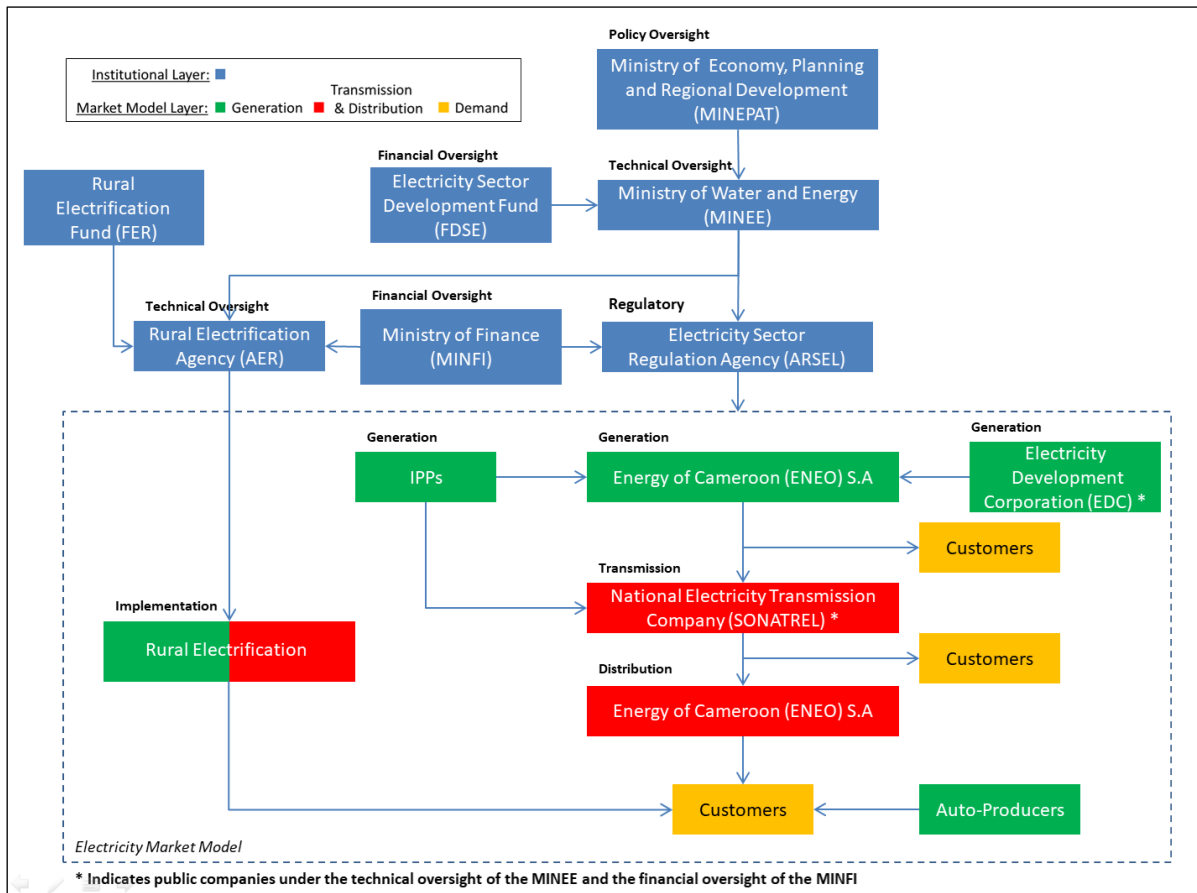 Policy Oversight
Ministry of Economy, Planning
and Regional Development
(MINEPAT)
Institutional Layer:
Market Model Layer:
Generation
Transmission
& Distribution
Demand
Financial Oversight
Electricity Sector
Development Fund
(FDSE)
Technical Oversight
Ministry of Water and Energy
(MINEE)
Rural
Electrification
Fund (FER)
Technical Oversight
Rural Electrification
Agency (AER)
Financial Oversight
Ministry of Finance
(MINFI)
Regulatory
Electricity Sector
Regulation Agency (ARSEL)
Generation
IPPs
Generation
Energy of Cameroon (ENEO) S.A
Generation
Electricity
Development
Corporation (EDC) *
Customers
Transmission
National Electricity Transmission
Company (SONATREL) *
Implementation
Rural Electrification
Customers
Distribution
Energy of Cameroon (ENEO) S.A
Customers
Auto-Producers
Electricity Market Model
* Indicates public companies under the technical oversight of the MINEE and the financial oversight of the MINFI